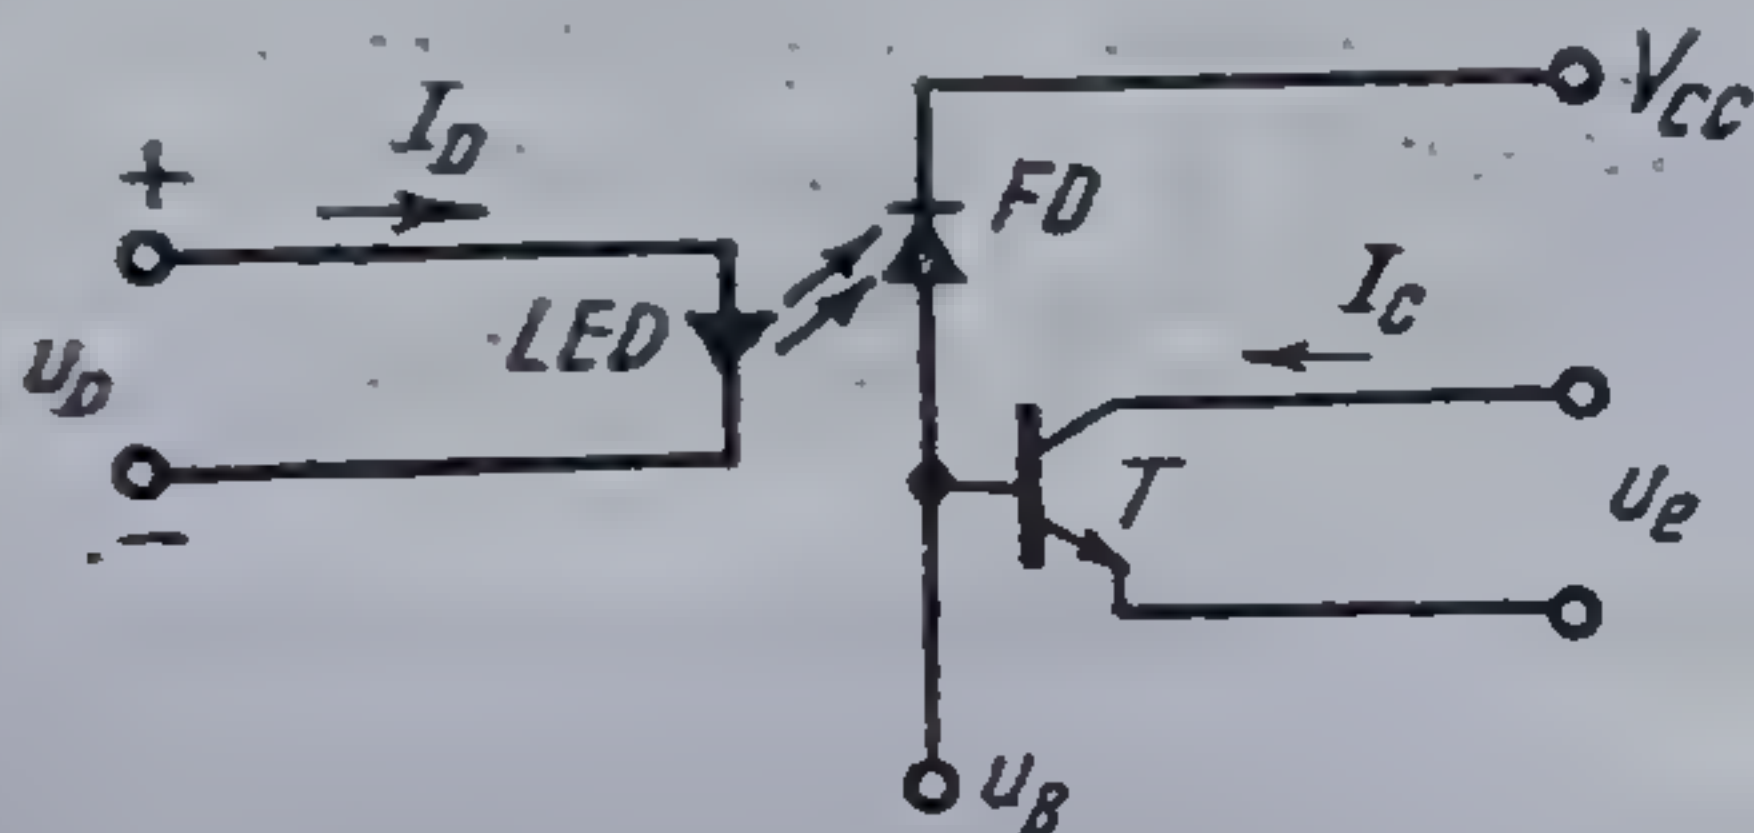 I_D
V_CC
+
FD
I_C
LED
u_D
T
u_e
−
u_B